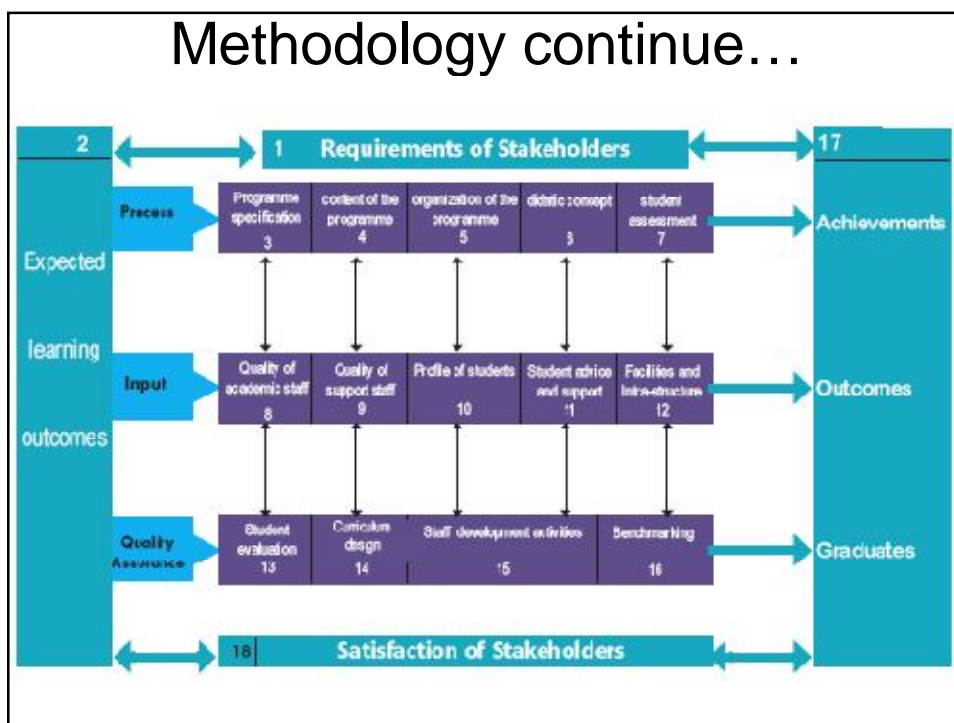 Methodology continue…
2
1 Requirements of Stakeholders
17
Process
Programme
specification
3
content of the
programme
4
organization of the
programme
5
didatic concept
6
student
assessment
7
Achievements
Expected
learning
outcomes
Input
Quality of
academic staff
8
Quality of
support staff
9
Profile of students
10
Student advice
and support
11
Facilities and
Infra-structure
12
Outcomes
Quality
Assurance
Student
evaluation
13
Curriculum
design
14
Staff development activities
15
Benchmarking
16
Graduates
18 Satisfaction of Stakeholders